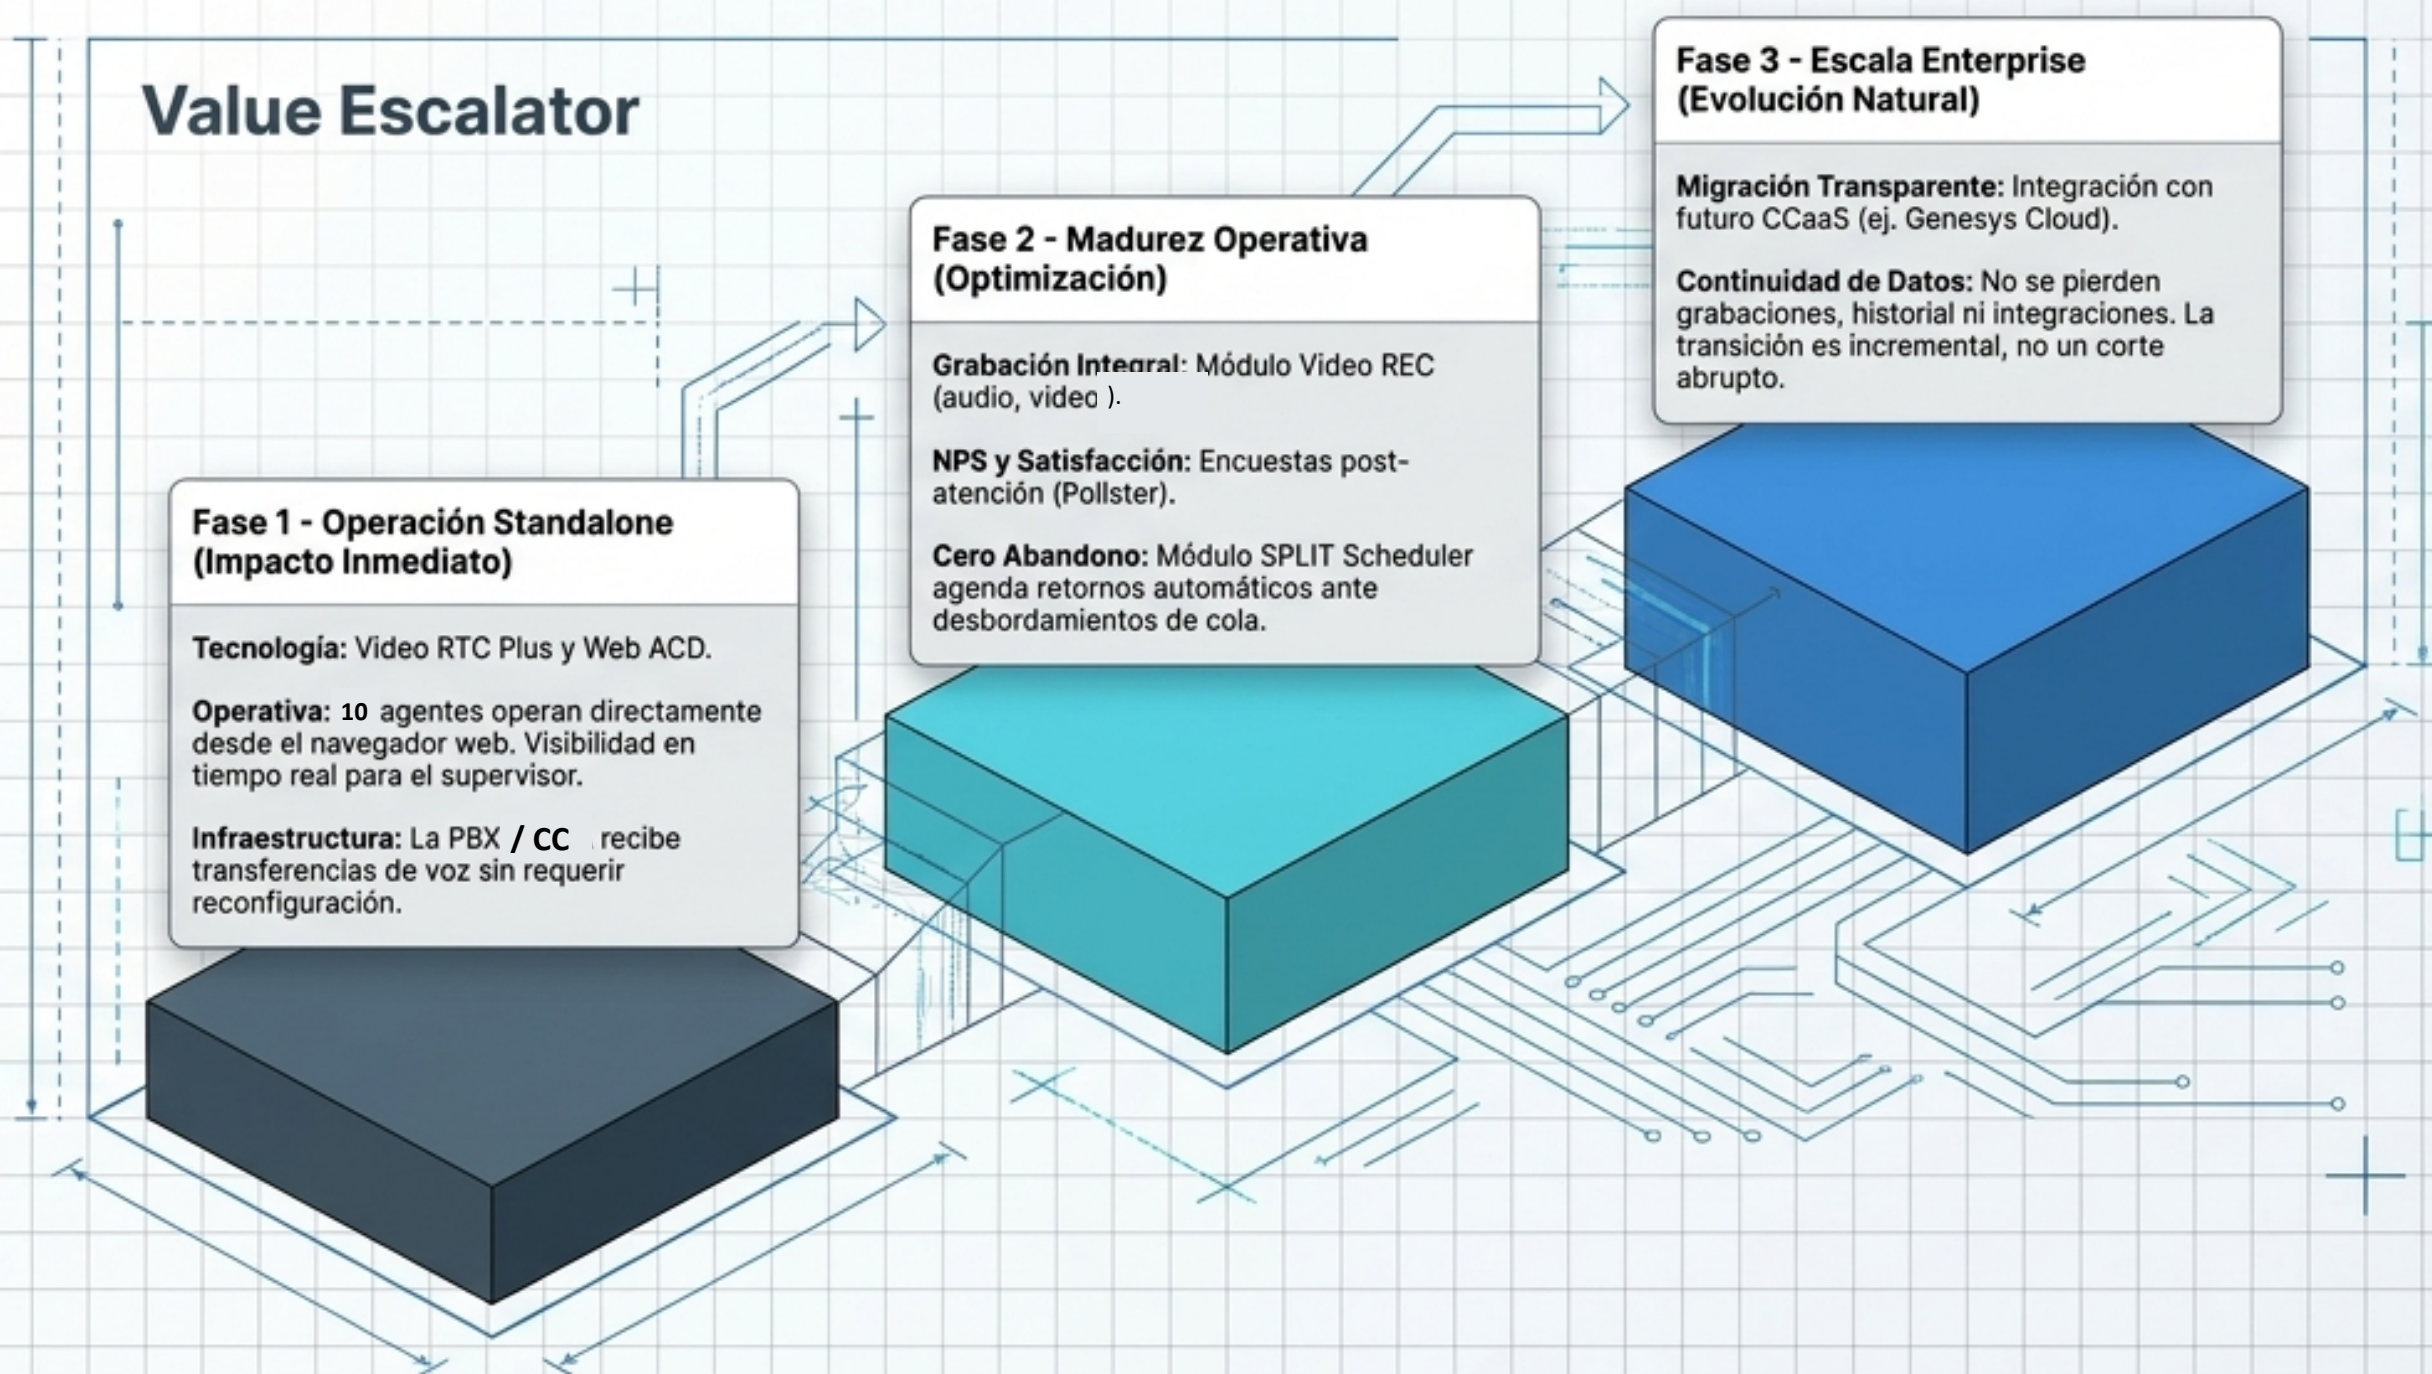 Value Escalator
Fase 1 - Operación Standalone
(Impacto Inmediato)
Tecnología: Video RTC Plus y Web ACD.
Operativa: 10 agentes operan directamente
desde el navegador web. Visibilidad en
tiempo real para el supervisor.
Infraestructura: La PBX / CC recibe
transferencias de voz sin requerir
reconfiguración.
Fase 2 - Madurez Operativa
(Optimización)
Grabación Integral: Módulo Video REC
(audio, video ).
NPS y Satisfacción: Encuestas post-
atención (Pollster).
Cero Abandono: Módulo SPLIT Scheduler
agenda retornos automáticos ante
desbordamientos de cola.
Fase 3 - Escala Enterprise
(Evolución Natural)
Migración Transparente: Integración con
futuro CCaaS (ej. Genesys Cloud).
Continuidad de Datos: No se pierden
grabaciones, historial ni integraciones. La
transición es incremental, no un corte
abrupto.